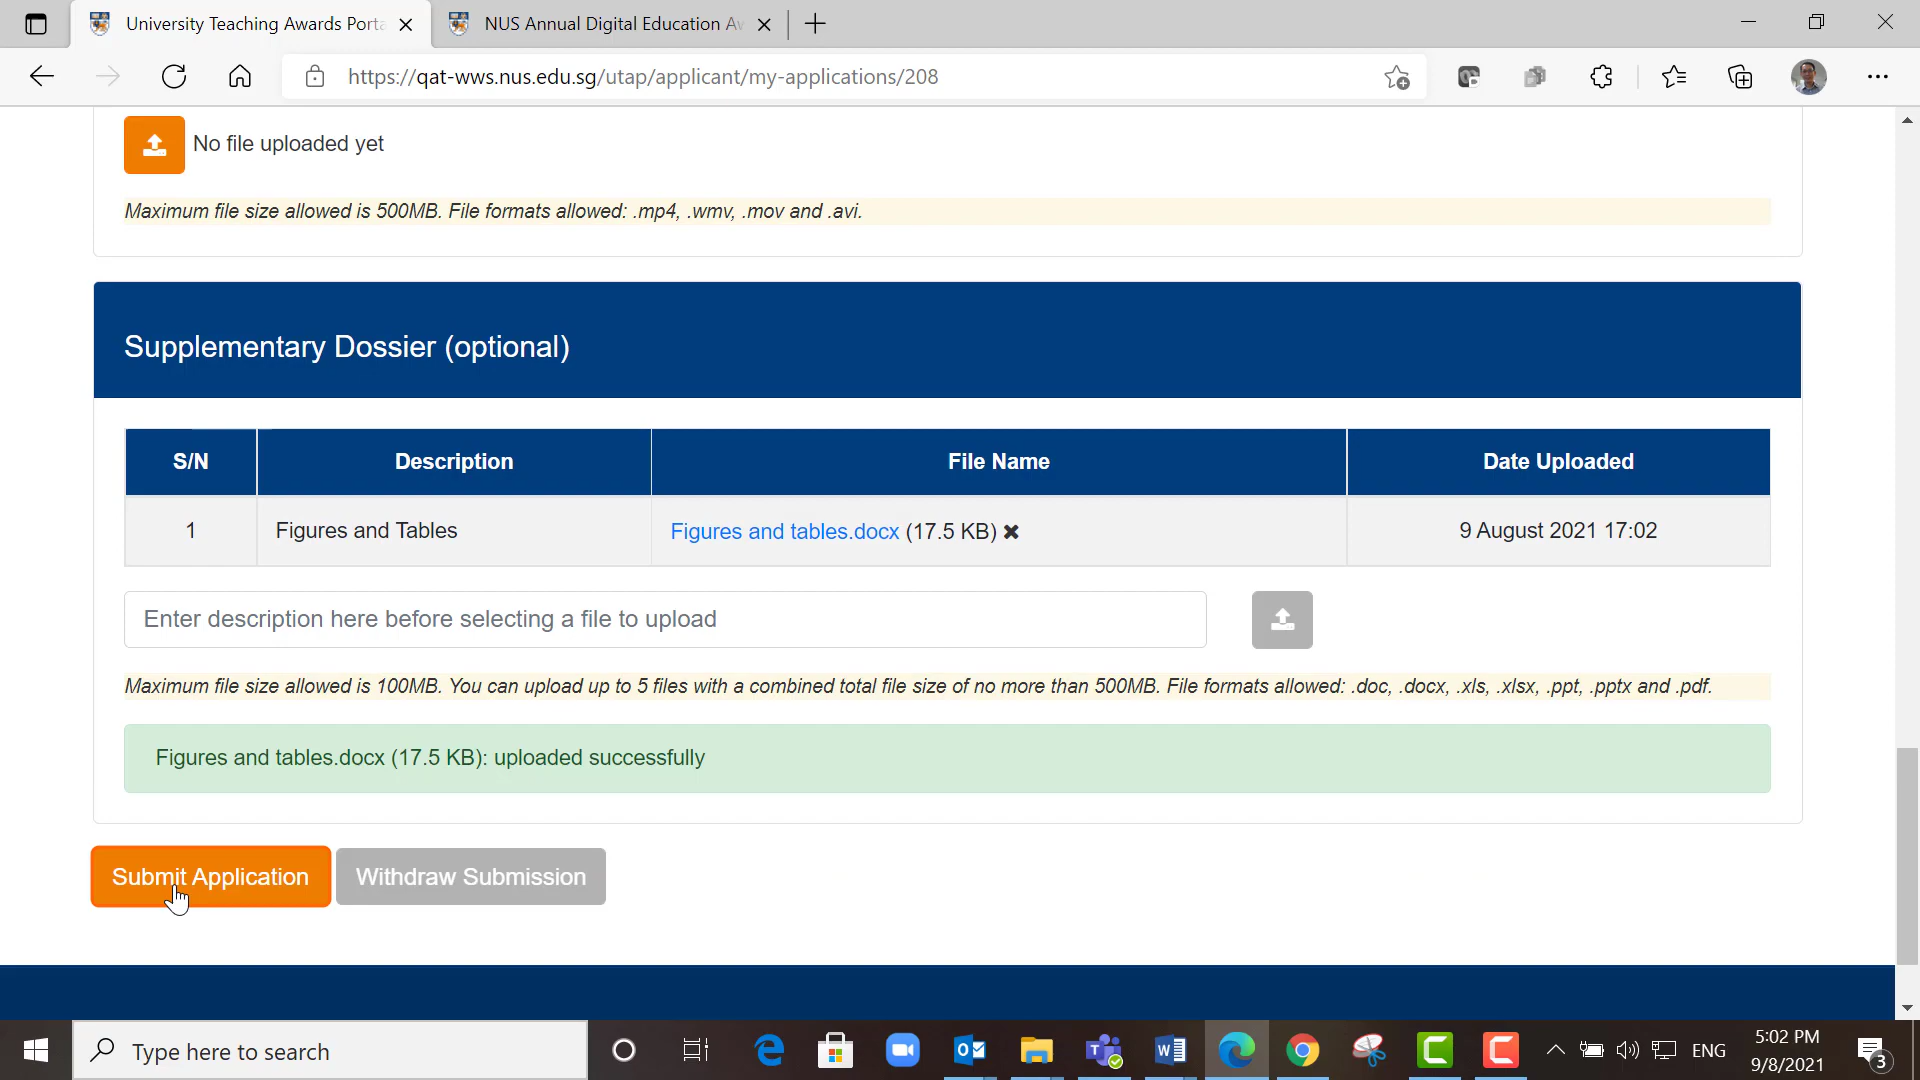 University Teaching Awards Porta
NUS Annual Digital Education Aw
https://qat-wws.nus.edu.sg/utap/applicant/my-applications/208
No file uploaded yet
Maximum file size allowed is 500MB. File formats allowed: .mp4, .wmv, .mov and .avi.
Supplementary Dossier (optional)
S/N Description File Name Date Uploaded
1 Figures and Tables Figures and tables.docx (17.5 KB) ✖ 9 August 2021 17:02
Enter description here before selecting a file to upload
Maximum file size allowed is 100MB. You can upload up to 5 files with a combined total file size of no more than 500MB. File formats allowed: .doc, .docx, .xls, .xlsx, .ppt, .pptx and .pdf.
Figures and tables.docx (17.5 KB): uploaded successfully
Submit Application Withdraw Submission
Type here to search
ENG
5:02 PM
9/8/2021
3